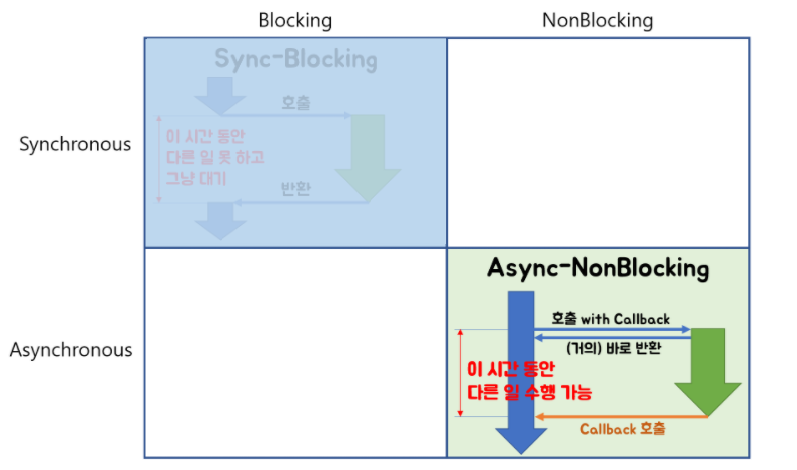 Blocking
NonBlocking
Synchronous
Sync-Blocking
호출
이 시간 동안
다른 일 못 하고
그냥 대기
반환
Asynchronous
Async-NonBlocking
호출 with Callback
(거의) 바로 반환
이 시간 동안
다른 일 수행 가능
Callback 호출